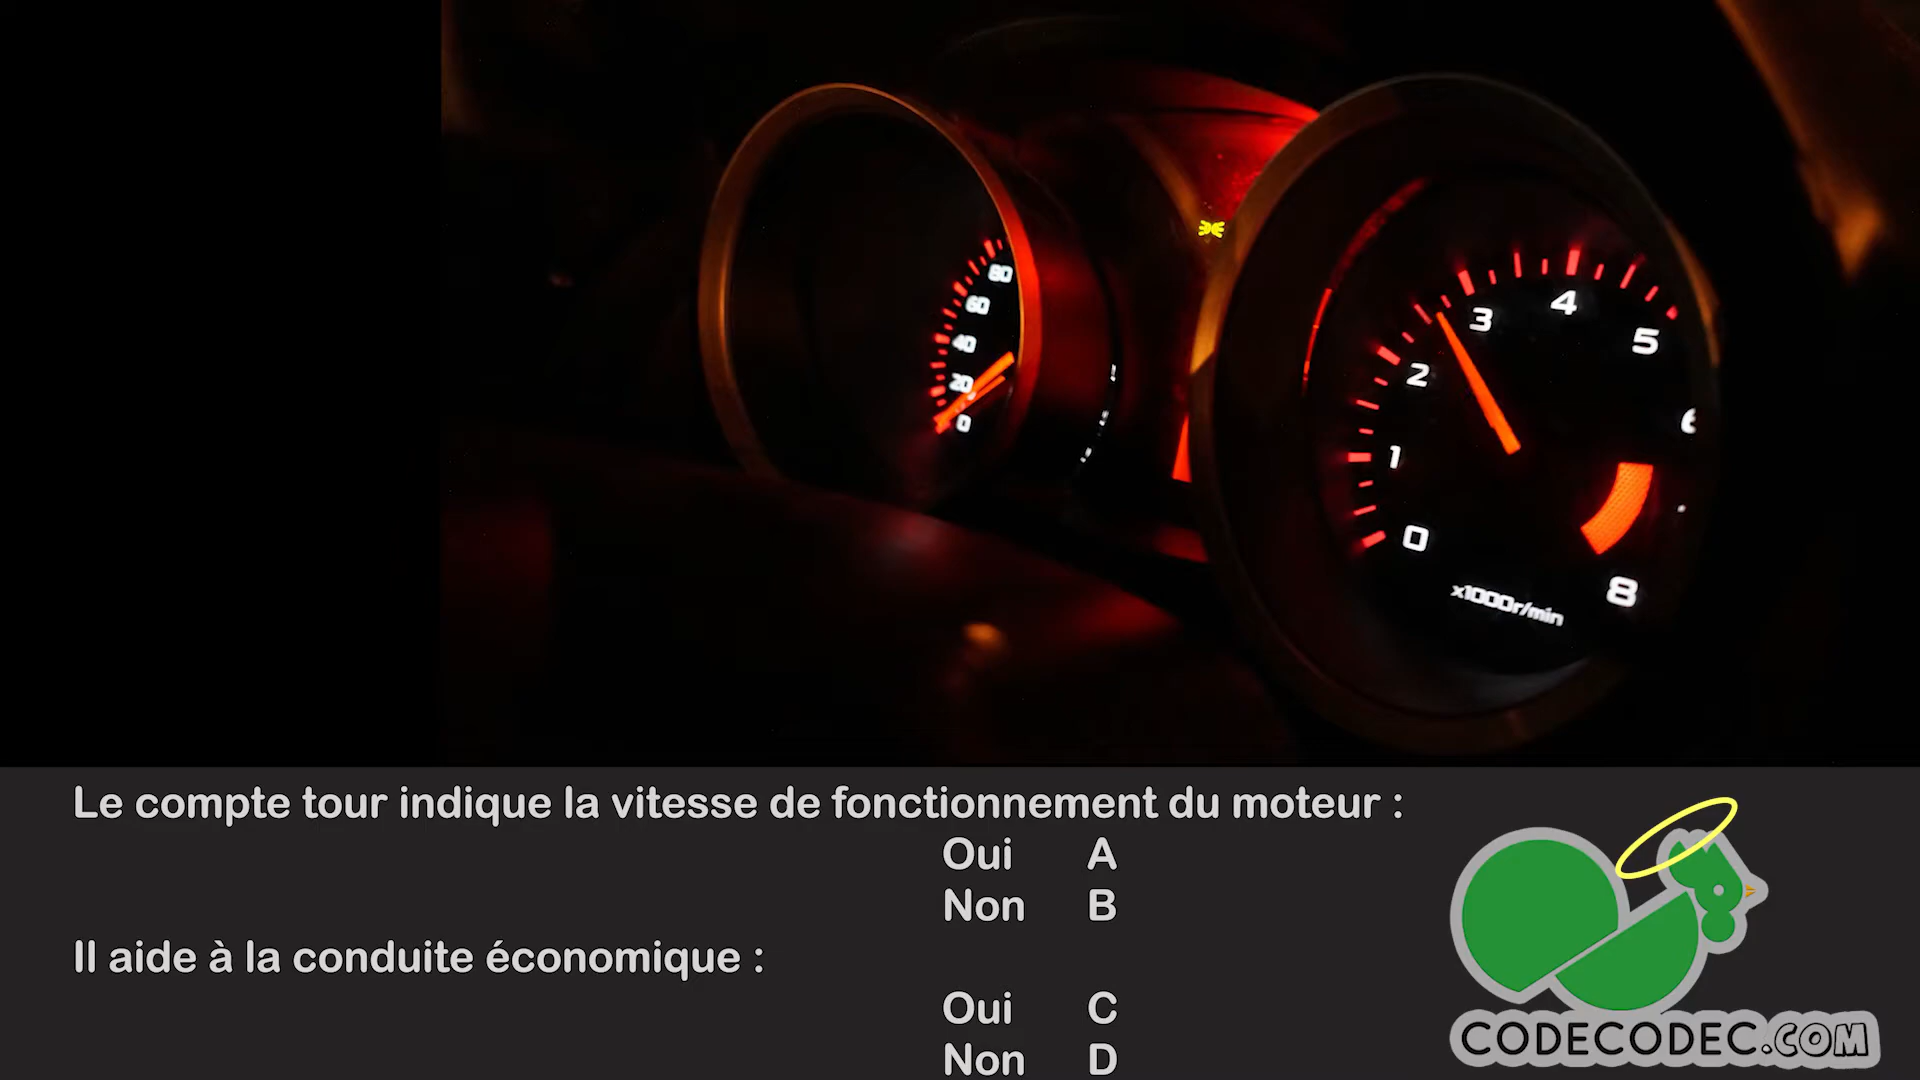 80
60
40
20
0
0
1
2
3
4
5
6
8
x1000r/min
Le compte tour indique la vitesse de fonctionnement du moteur :
Oui A
Non B
Il aide à la conduite économique :
Oui C
Non D
CODECODEC.COM